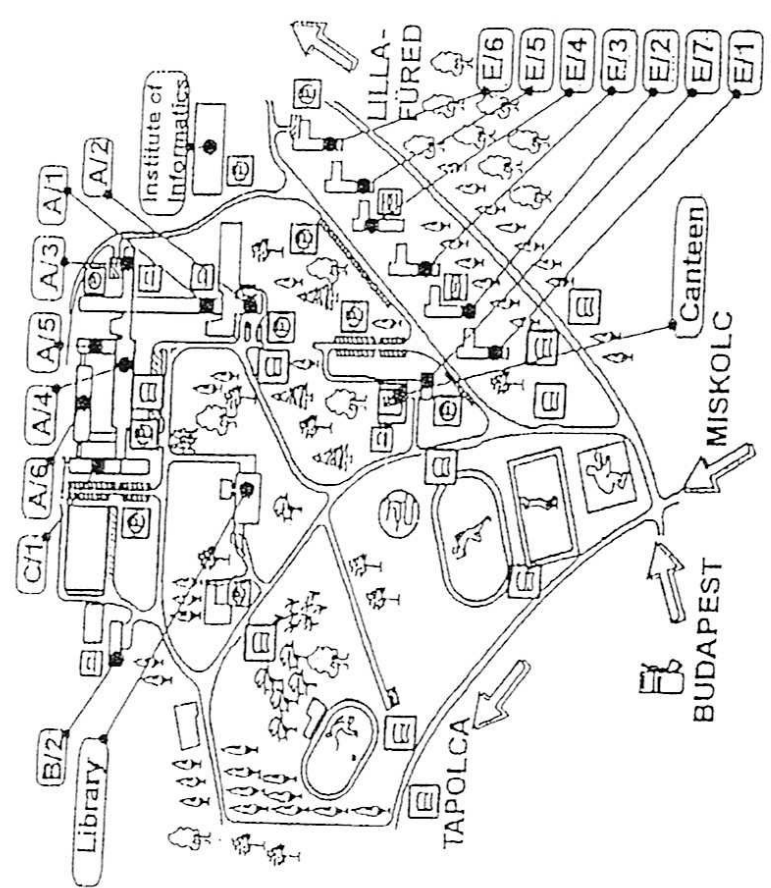 B/2
Library
C/1
A/6
A/4
A/5
A/3
A/1
A/2
Institute of
Informatics
LILLA-
FÜRED
E/6
E/5
E/4
E/3
E/2
E/7
E/1
Canteen
MISKOLC
BUDAPEST
TAPOLCA